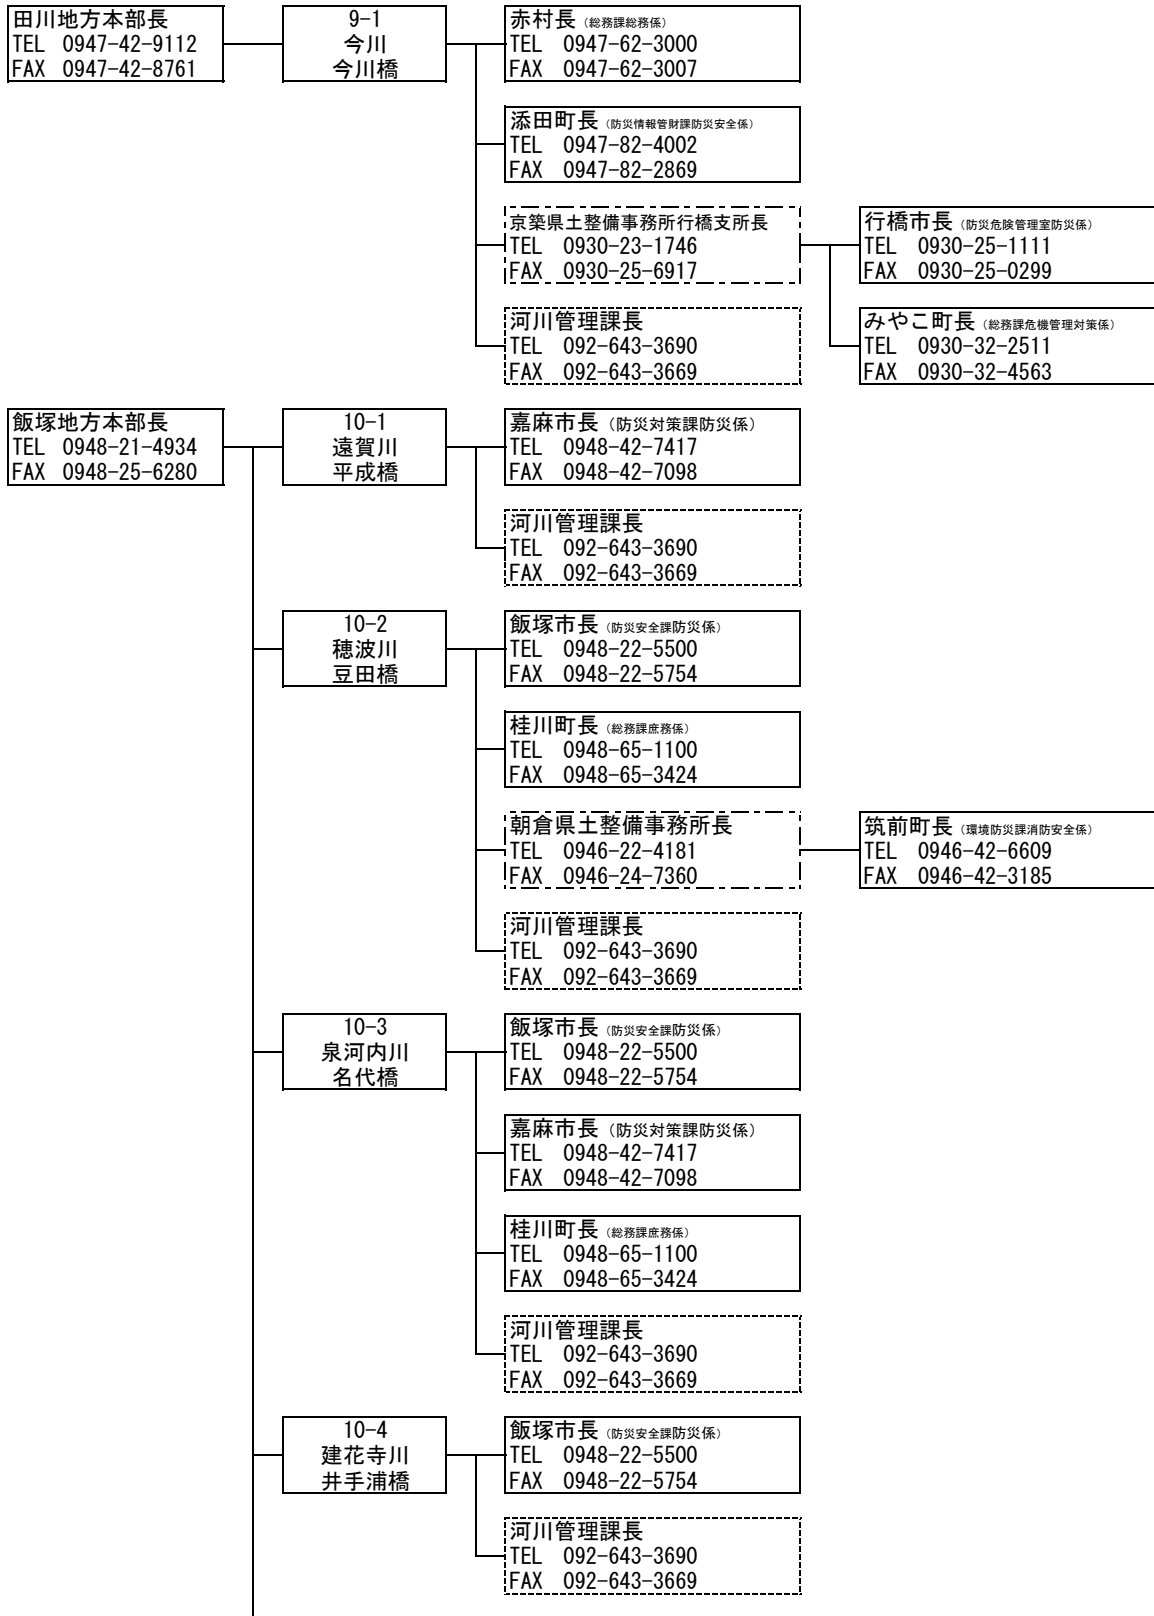 田川地方本部長
TEL 0947-42-9112
FAX 0947-42-8761
9-1
今川
今川橋
赤村長（総務課総務係）
TEL 0947-62-3000
FAX 0947-62-3007
添田町長（防災情報管財課防災安全係）
TEL 0947-82-4002
FAX 0947-82-2869
京築県土整備事務所行橋支所長
TEL 0930-23-1746
FAX 0930-25-6917
行橋市長（防災危険管理室防災係）
TEL 0930-25-1111
FAX 0930-25-0299
河川管理課長
TEL 092-643-3690
FAX 092-643-3669
みやこ町長（総務課危機管理対策係）
TEL 0930-32-2511
FAX 0930-32-4563
飯塚地方本部長
TEL 0948-21-4934
FAX 0948-25-6280
10-1
遠賀川
平成橋
嘉麻市長（防災対策課防災係）
TEL 0948-42-7417
FAX 0948-42-7098
河川管理課長
TEL 092-643-3690
FAX 092-643-3669
10-2
穂波川
豆田橋
飯塚市長（防災安全課防災係）
TEL 0948-22-5500
FAX 0948-22-5754
桂川町長（総務課庶務係）
TEL 0948-65-1100
FAX 0948-65-3424
朝倉県土整備事務所長
TEL 0946-22-4181
FAX 0946-24-7360
筑前町長（環境防災課消防安全係）
TEL 0946-42-6609
FAX 0946-42-3185
河川管理課長
TEL 092-643-3690
FAX 092-643-3669
10-3
泉河内川
名代橋
飯塚市長（防災安全課防災係）
TEL 0948-22-5500
FAX 0948-22-5754
嘉麻市長（防災対策課防災係）
TEL 0948-42-7417
FAX 0948-42-7098
桂川町長（総務課庶務係）
TEL 0948-65-1100
FAX 0948-65-3424
河川管理課長
TEL 092-643-3690
FAX 092-643-3669
10-4
建花寺川
井手浦橋
飯塚市長（防災安全課防災係）
TEL 0948-22-5500
FAX 0948-22-5754
河川管理課長
TEL 092-643-3690
FAX 092-643-3669